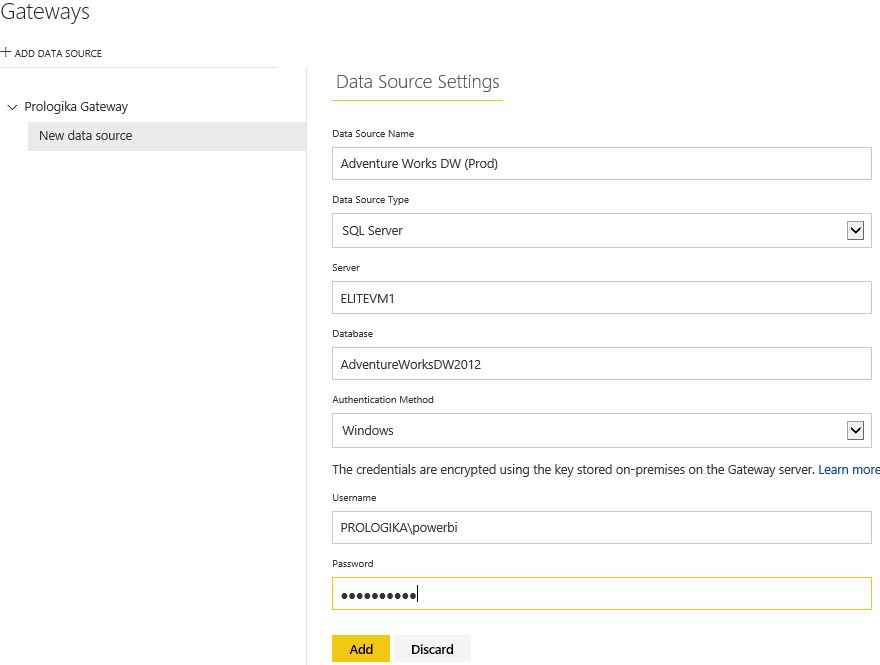 Gateways
+ ADD DATA SOURCE
Prologika Gateway
New data source
Data Source Settings
Data Source Name
Adventure Works DW (Prod)
Data Source Type
SQL Server
Server
ELITEVM1
Database
AdventureWorksDW2012
Authentication Method
Windows
The credentials are encrypted using the key stored on-premises on the Gateway server. Learn more
Username
PROLOGIKA\powerbi
Password
●●●●●●●●●●
Add Discard